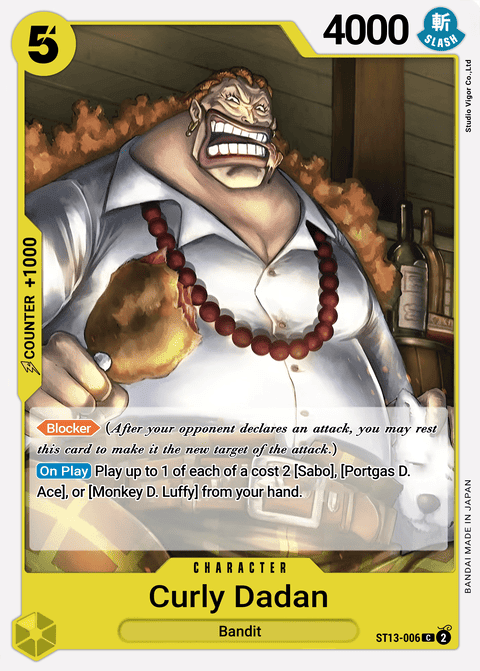 5
4000
斬
SLASH
Studio Vigor Co.,Ltd
COUNTER +1000
Blocker (After your opponent declares an attack, you may rest
this card to make it the new target of the attack.)
On Play Play up to 1 of each of a cost 2 [Sabo], [Portgas D.
Ace], or [Monkey D. Luffy] from your hand.
BANDAI MADE IN JAPAN
CHARACTER
Curly Dadan
Bandit
ST13-006 C 2